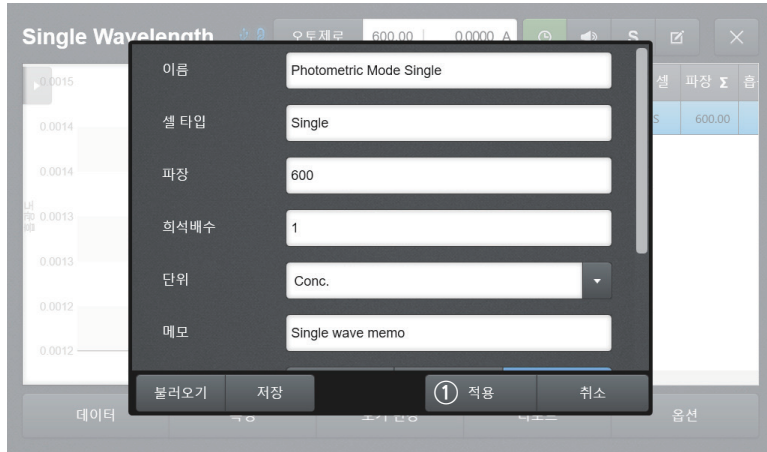 Single Wavelength 오토제로 600.00 0.0000 A S
이름 Photometric Mode Single
셀 타입 Single
파장 600
희석배수 1
단위 Conc.
메모 Single wave memo
불러오기 저장 ① 적용 취소
0.0015
0.0014
0.0014
0.0013
0.0013
0.0012
0.0012
셀 파장 Σ
S 600.00
데이터 옵션